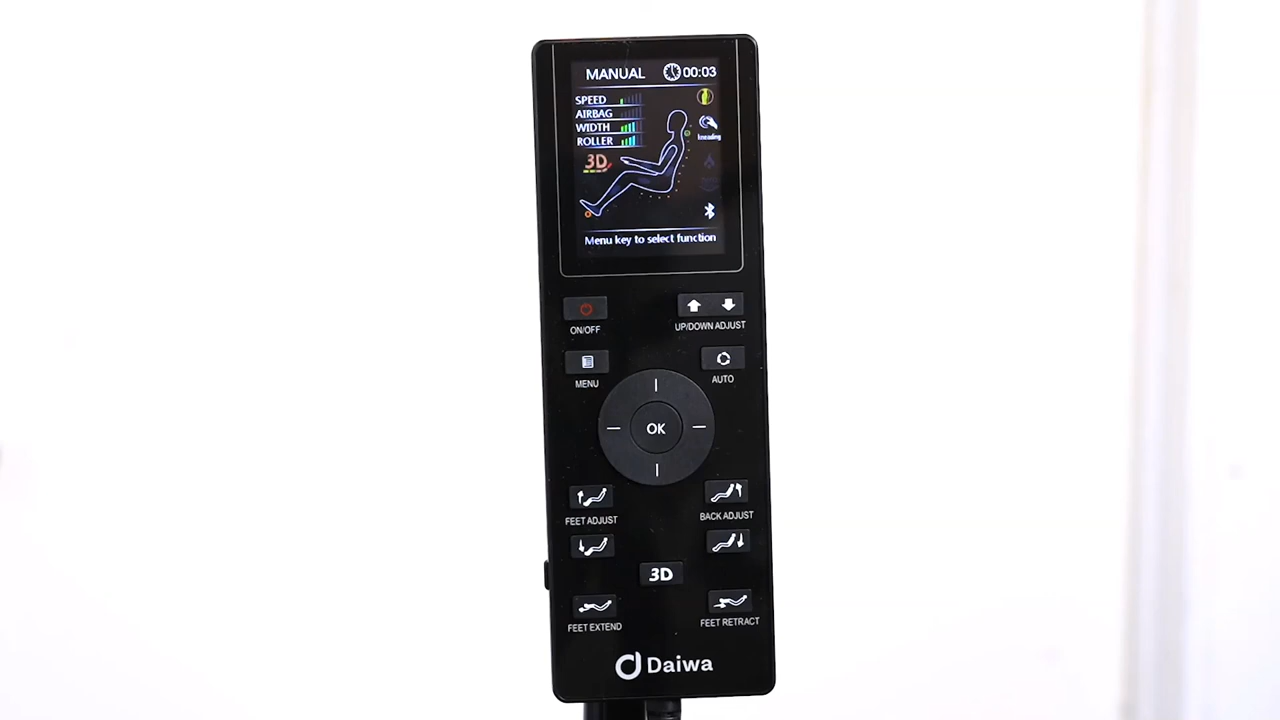 MANUAL 00:03
SPEED
AIRBAG
WIDTH
ROLLER
kneading
3D
Menu key to select function
ON/OFF
UP/DOWN ADJUST
MENU
AUTO
OK
FEET ADJUST
BACK ADJUST
3D
FEET EXTEND
FEET RETRACT
Daiwa